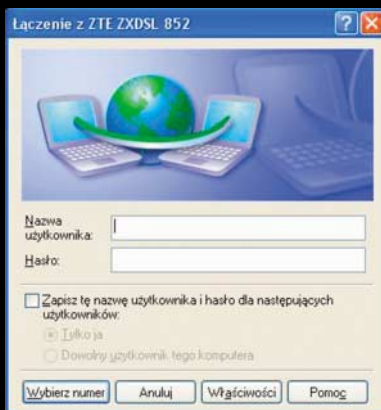 Łączenie z ZTE ZXDSL 852
Nazwa
użytkownika:
Hasło:
Zapisz tę nazwę użytkownika i hasło dla następujących
użytkowników:
Tylko ja
Dowolny użytkownik tego komputera
Wybierz numer Anuluj Właściwości Pomoc